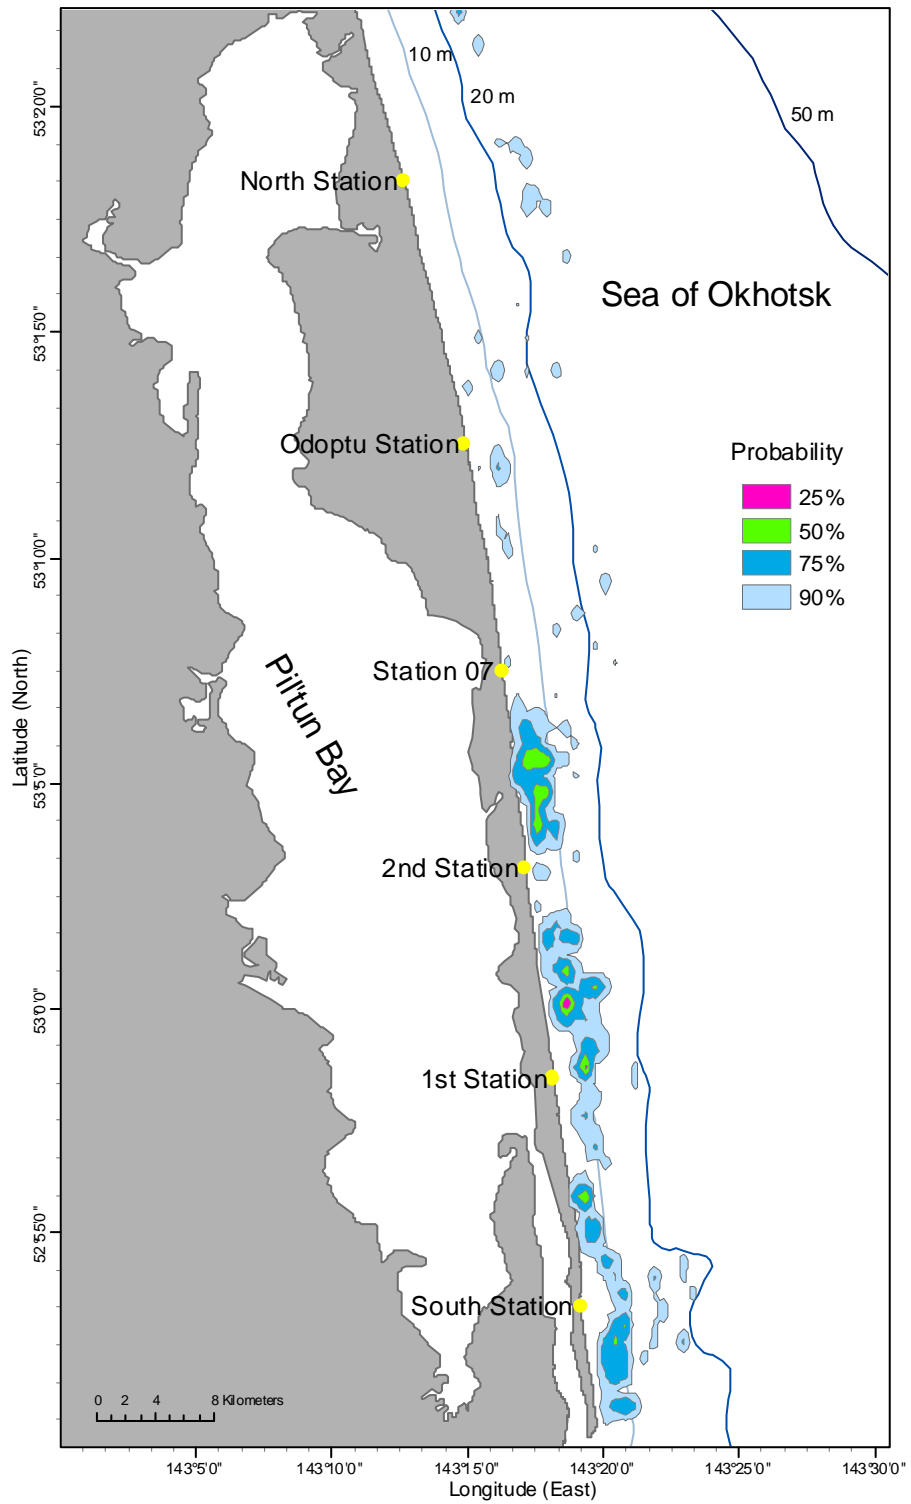 10 m
20 m
50 m
53°20'0"
North Station
Sea of Okhotsk
53°15'0"
Odoptu Station
Probability
25%
50%
75%
90%
53°10'0"
Station 07
Pil'tun Bay
Latitude (North)
53°5'0"
2nd Station
53°0'0"
1st Station
52°55'0"
South Station
0 2 4 8 Kilometers
143°5'0" 143°10'0" 143°15'0" 143°20'0" 143°25'0" 143°30'0"
Longitude (East)